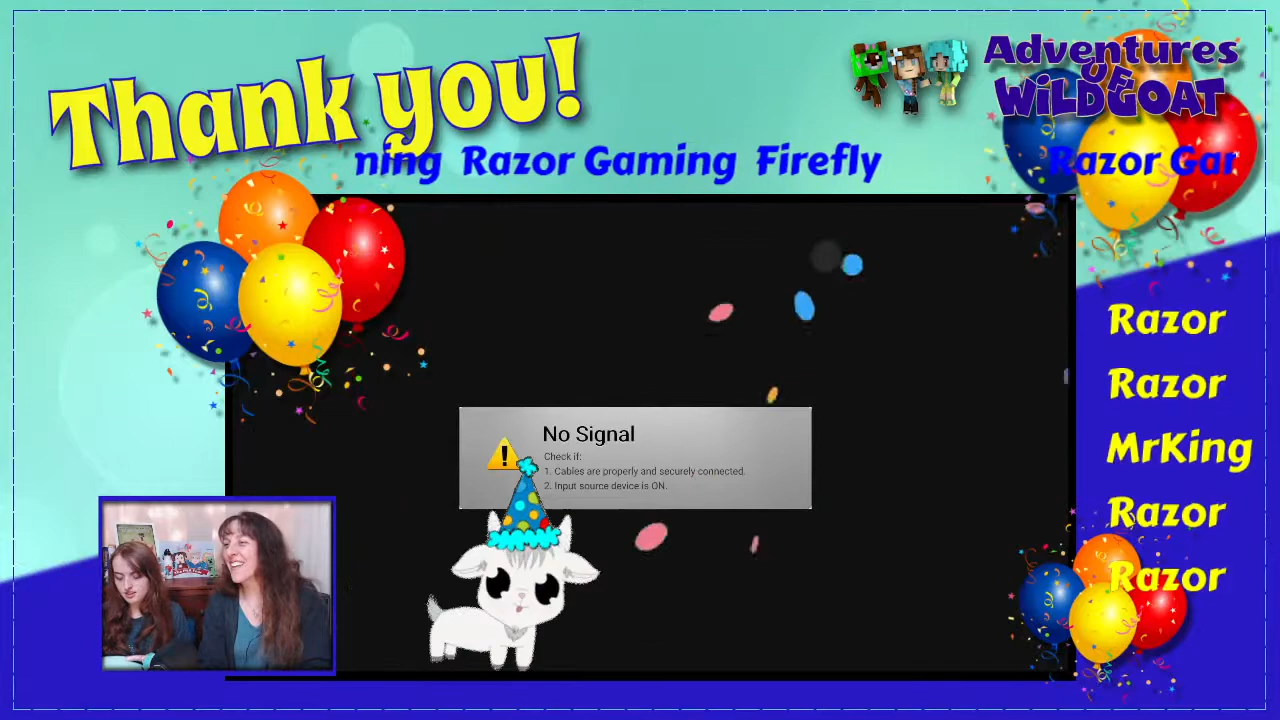 Thank you!
Adventures
OF
WiLDGOAT
ning Razor Gaming Firefly
Razor Gar
Razor
Razor
MrKing
Razor
Razor
No Signal
Check if:
1. Cables are properly and securely connected.
2. Input source device is ON.